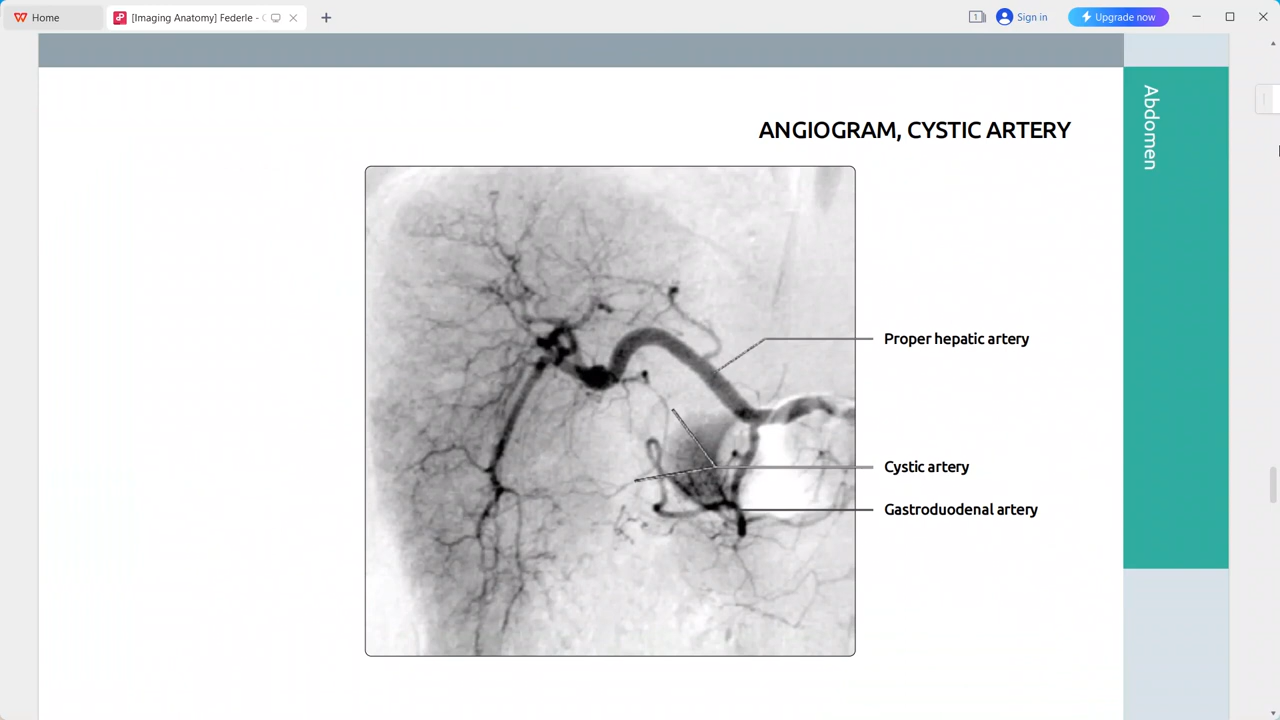 Home
[Imaging Anatomy] Federle -
1
Sign in
Upgrade now
Abdomen
ANGIOGRAM, CYSTIC ARTERY
Proper hepatic artery
Cystic artery
Gastroduodenal artery